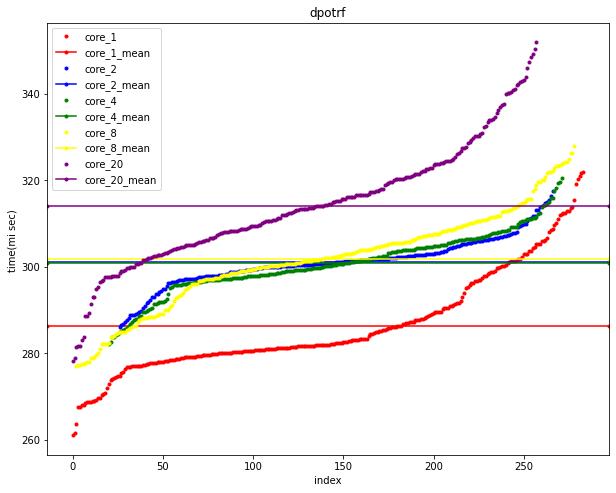 dpotrf
core_1
core_1_mean
core_2
core_2_mean
core_4
core_4_mean
core_8
core_8_mean
core_20
core_20_mean
340
320
300
280
260
time(mi sec)
0 50 100 150 200 250
index